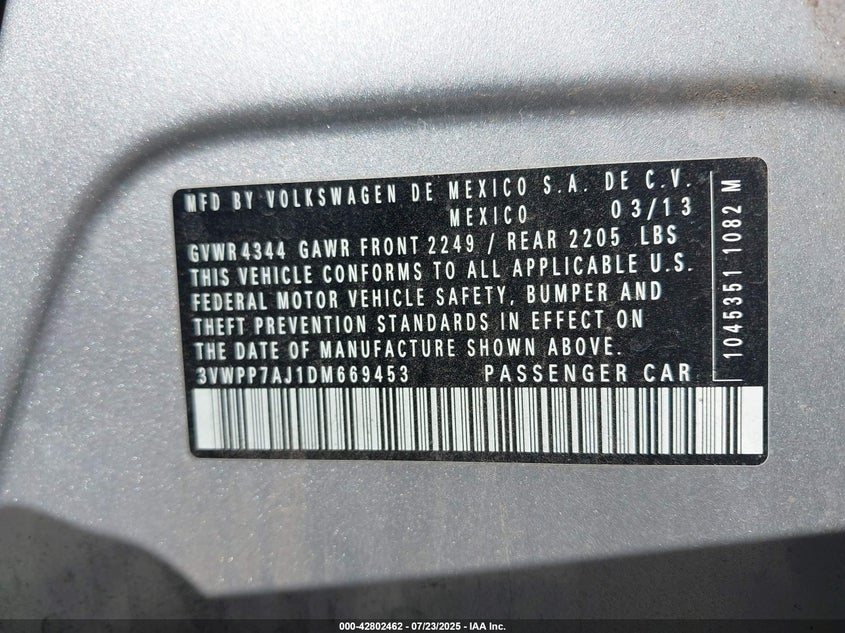 MFD BY VOLKSWAGEN DE MEXICO S.A. DE C.V.
MEXICO 03/13
GVWR 4344 GAWR FRONT 2249 / REAR 2205 LBS
THIS VEHICLE CONFORMS TO ALL APPLICABLE U.S.
FEDERAL MOTOR VEHICLE SAFETY, BUMPER AND
THEFT PREVENTION STANDARDS IN EFFECT ON
THE DATE OF MANUFACTURE SHOWN ABOVE.
3VWPP7AJ1DM669453 PASSENGER CAR
1045351 1082 M
000-42802462 - 07/23/2025 - IAA Inc.